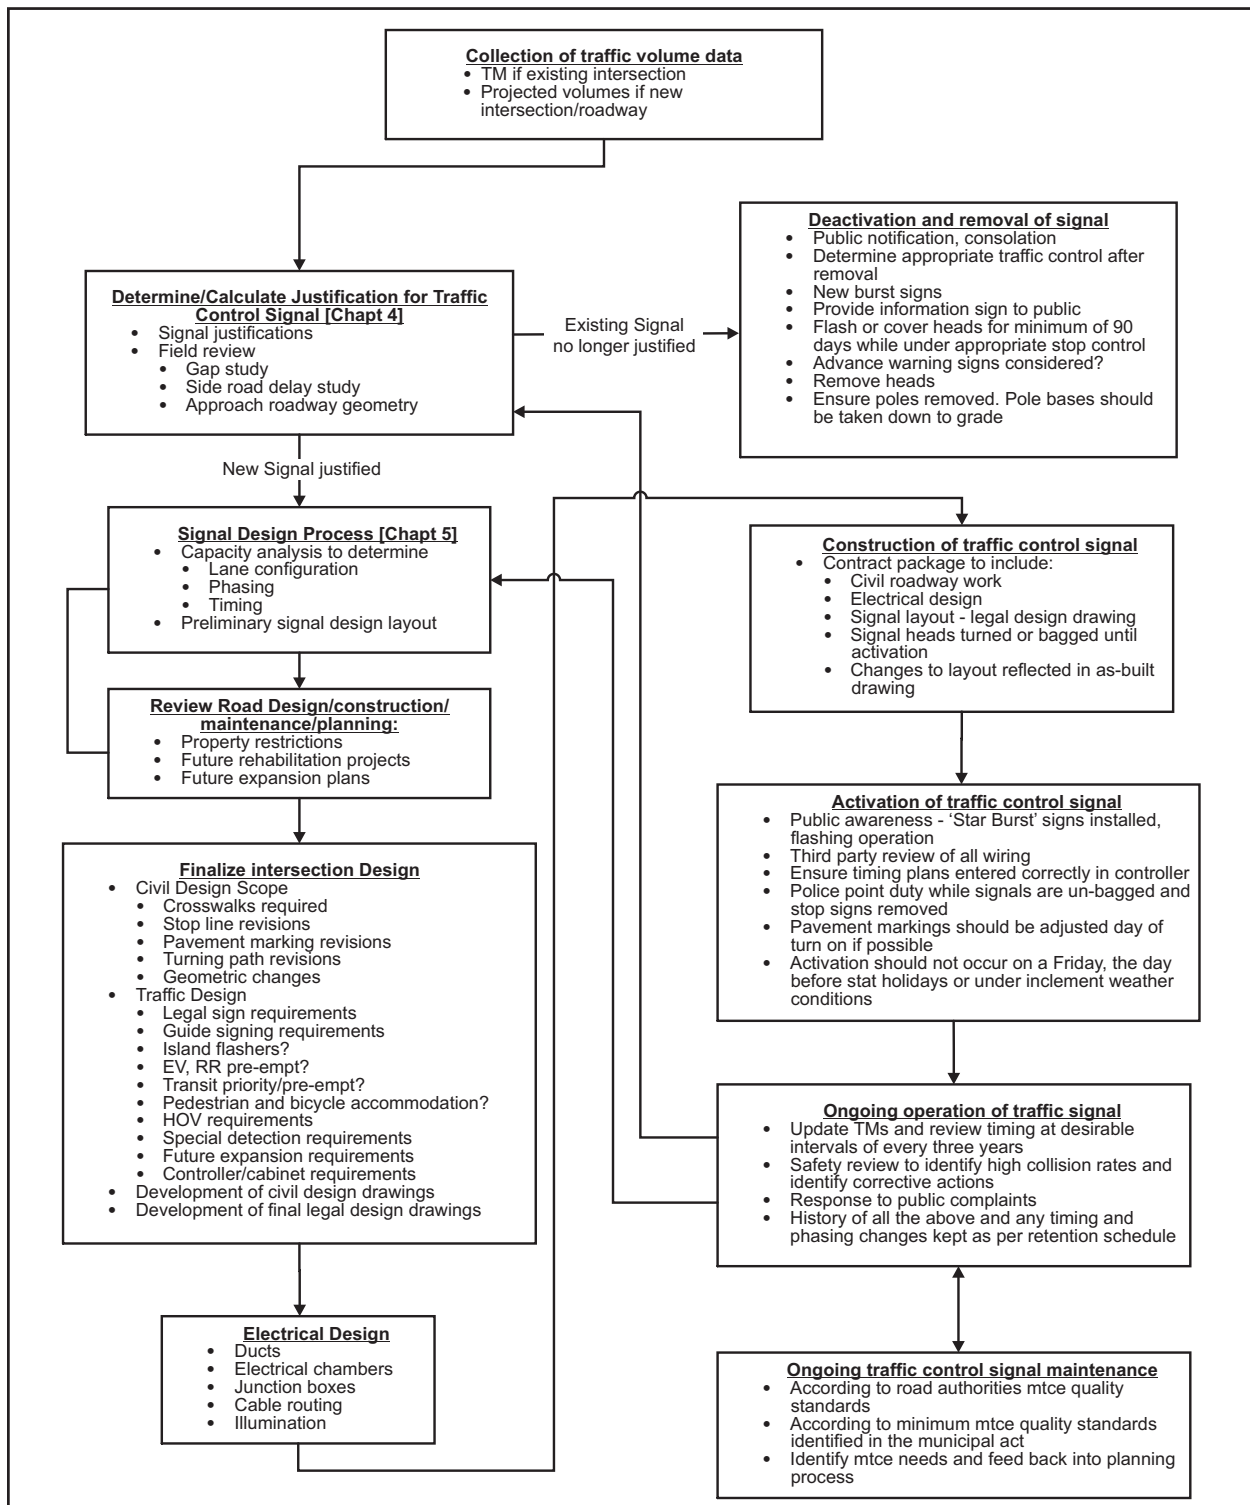 Collection of traffic volume data
• TM if existing intersection
• Projected volumes if new
intersection/roadway
Deactivation and removal of signal
• Public notification, consolation
• Determine appropriate traffic control after
removal
• New burst signs
• Provide information sign to public
• Flash or cover heads for minimum of 90
days while under appropriate stop control
• Advance warning signs considered?
• Remove heads
• Ensure poles removed. Pole bases should
be taken down to grade
Determine/Calculate Justification for Traffic
Control Signal [Chapt 4]
• Signal justifications
• Field review
• Gap study
• Side road delay study
• Approach roadway geometry
Existing Signal
no longer justified
New Signal justified
Signal Design Process [Chapt 5]
• Capacity analysis to determine
• Lane configuration
• Phasing
• Timing
• Preliminary signal design layout
Review Road Design/construction/
maintenance/planning:
• Property restrictions
• Future rehabilitation projects
• Future expansion plans
Finalize intersection Design
• Civil Design Scope
• Crosswalks required
• Stop line revisions
• Pavement marking revisions
• Turning path revisions
• Geometric changes
• Traffic Design
• Legal sign requirements
• Guide signing requirements
• Island flashers?
• EV, RR pre-empt?
• Transit priority/pre-empt?
• Pedestrian and bicycle accommodation?
• HOV requirements
• Special detection requirements
• Future expansion requirements
• Controller/cabinet requirements
• Development of civil design drawings
• Development of final legal design drawings
Electrical Design
• Ducts
• Electrical chambers
• Junction boxes
• Cable routing
• Illumination
Construction of traffic control signal
• Contract package to include:
• Civil roadway work
• Electrical design
• Signal layout - legal design drawing
• Signal heads turned or bagged until
activation
• Changes to layout reflected in as-built
drawing
Activation of traffic control signal
• Public awareness - ‘Star Burst’ signs installed,
flashing operation
• Third party review of all wiring
• Ensure timing plans entered correctly in controller
• Police point duty while signals are un-bagged and
stop signs removed
• Pavement markings should be adjusted day of
turn on if possible
• Activation should not occur on a Friday, the day
before stat holidays or under inclement weather
conditions
Ongoing operation of traffic signal
• Update TMs and review timing at desirable
intervals of every three years
• Safety review to identify high collision rates and
identify corrective actions
• Response to public complaints
• History of all the above and any timing and
phasing changes kept as per retention schedule
Ongoing traffic control signal maintenance
• According to road authorities mtce quality
standards
• According to minimum mtce quality standards
identified in the municipal act
• Identify mtce needs and feed back into planning
process